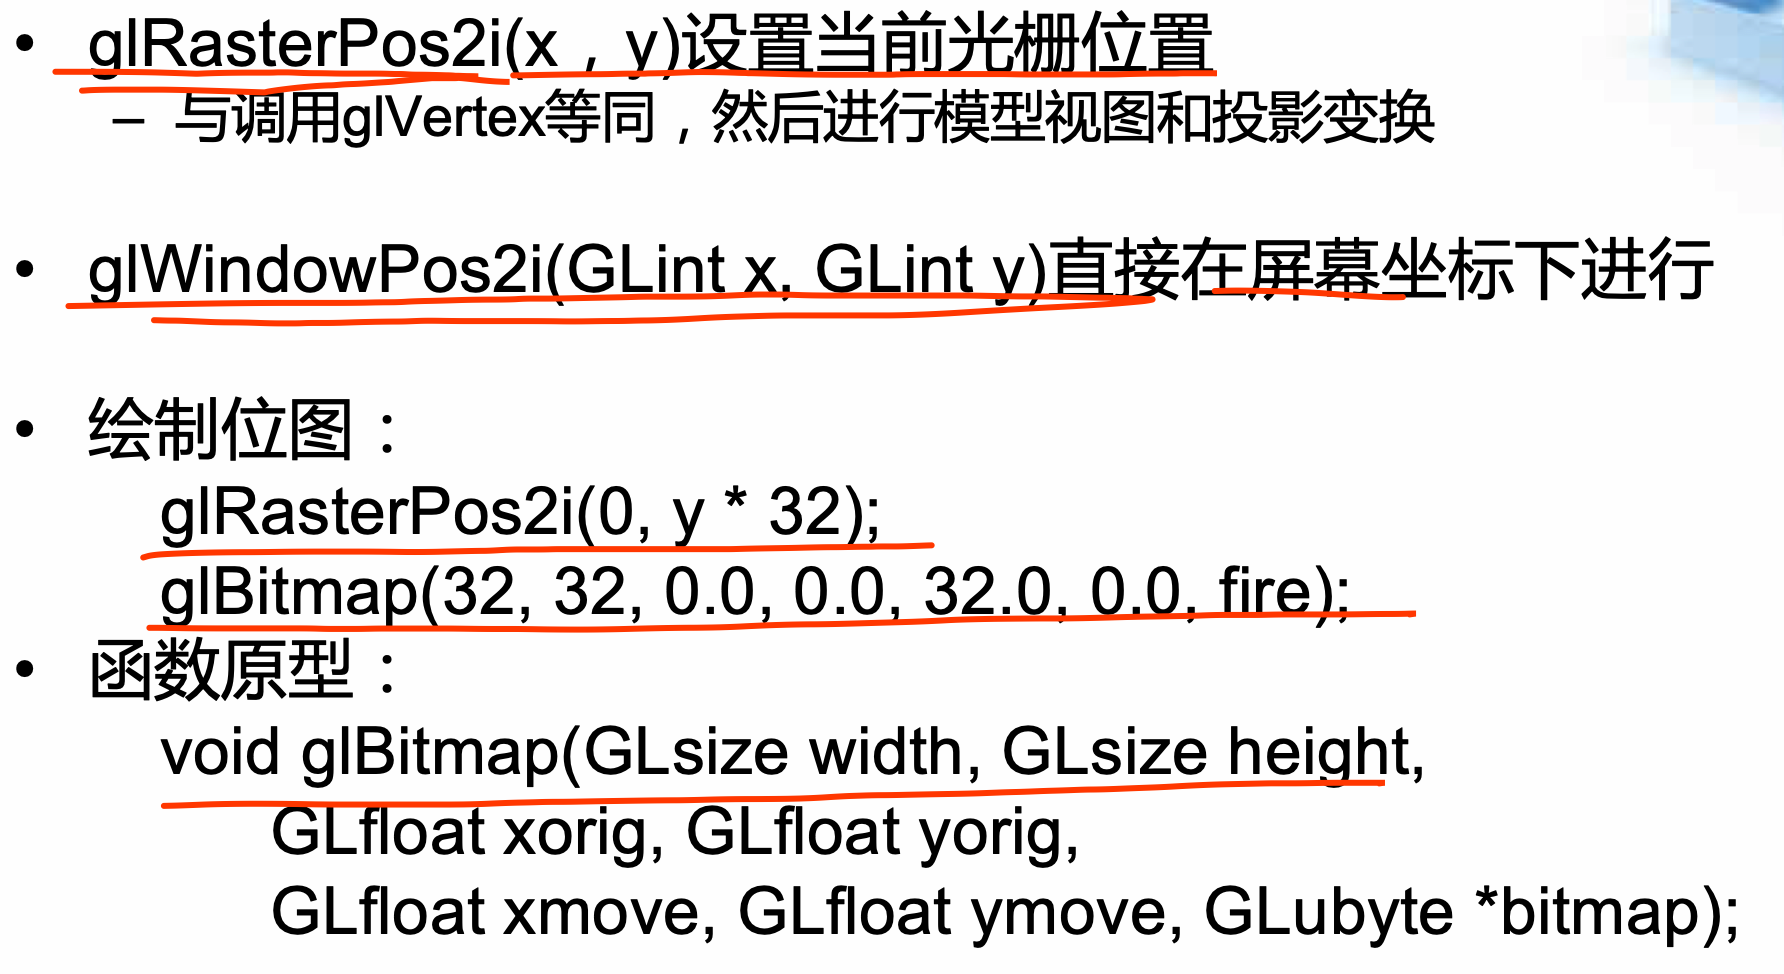 • glRasterPos2i(x，y)设置当前光栅位置
– 与调用glVertex等同，然后进行模型视图和投影变换
• glWindowPos2i(GLint x, GLint y)直接在屏幕坐标下进行
• 绘制位图：
glRasterPos2i(0, y * 32);
glBitmap(32, 32, 0.0, 0.0, 32.0, 0.0, fire);
• 函数原型：
void glBitmap(GLsize width, GLsize height,
GLfloat xorig, GLfloat yorig,
GLfloat xmove, GLfloat ymove, GLubyte *bitmap);